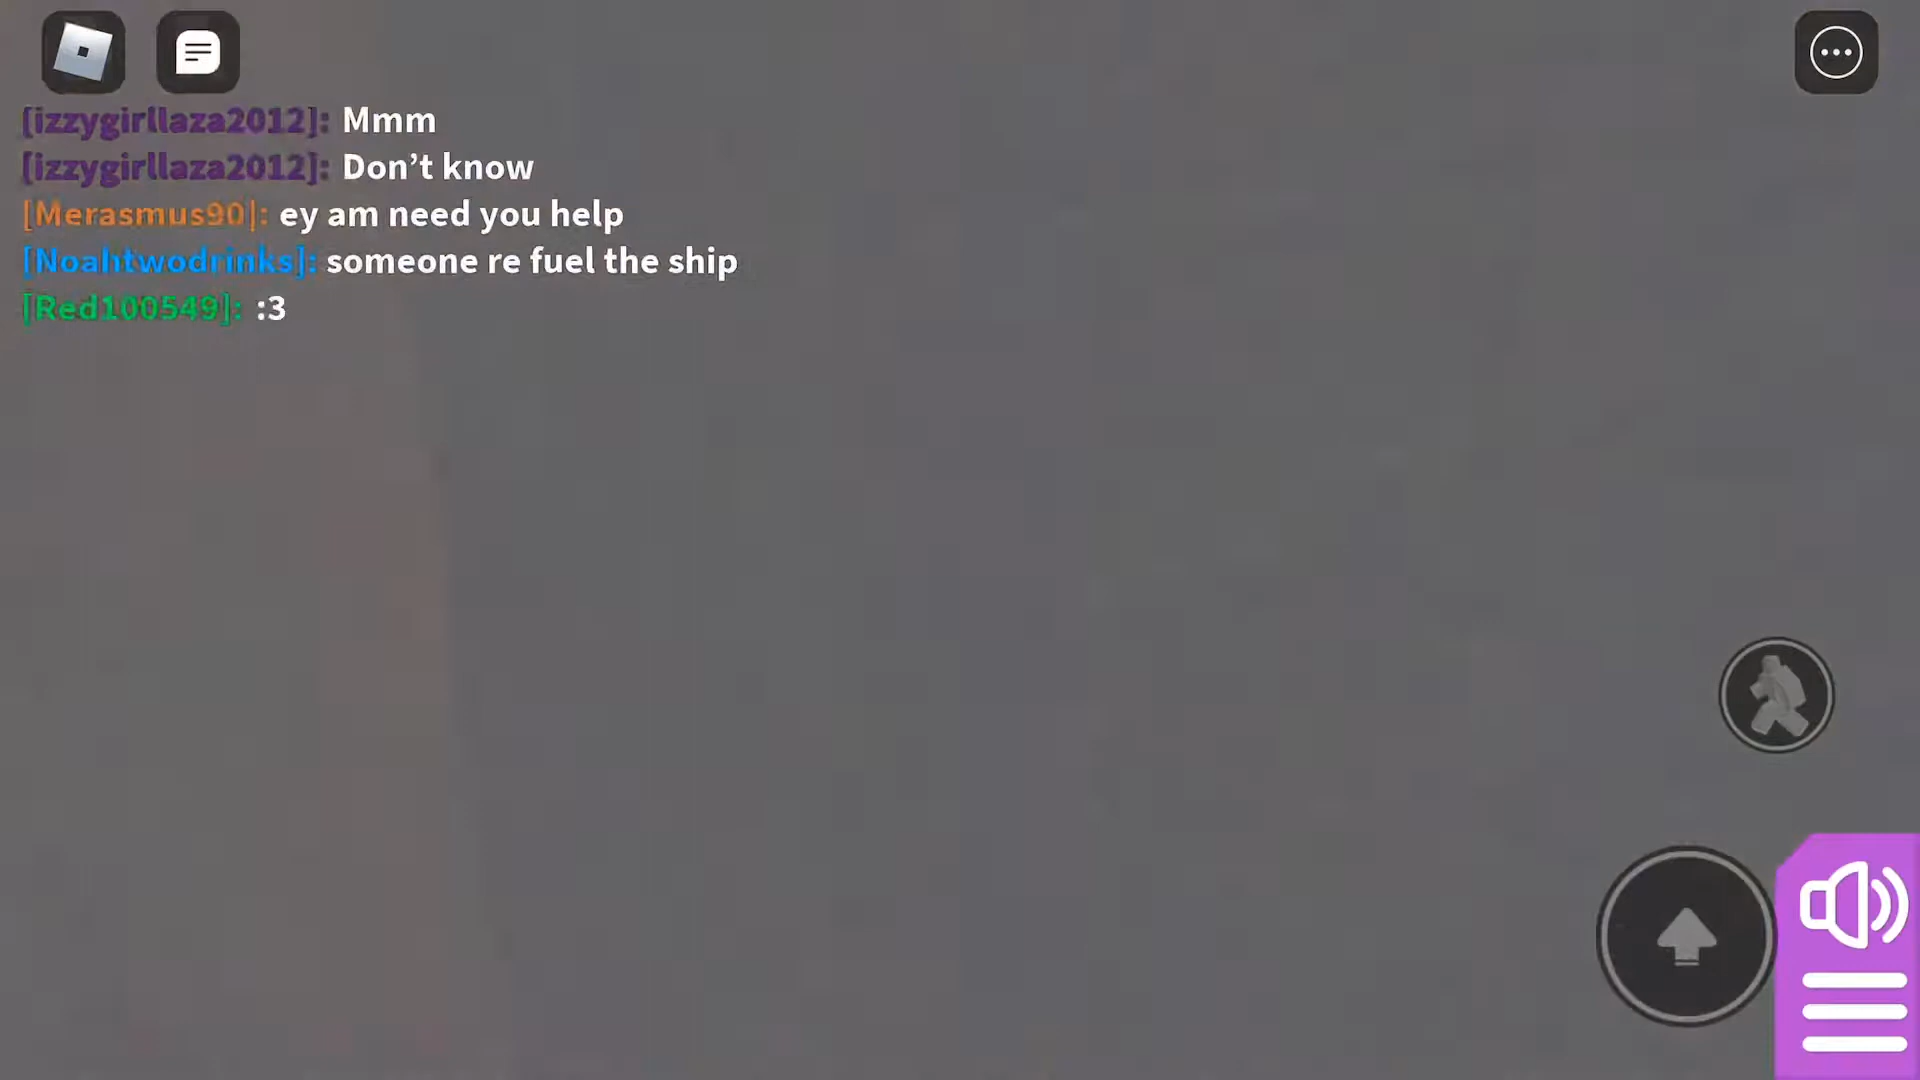 [izzygirllaza2012]: Mmm
[izzygirllaza2012]: Don’t know
[Merasmus90]: ey am need you help
[Noahtwodrinks]: someone re fuel the ship
[Red100549]: :3